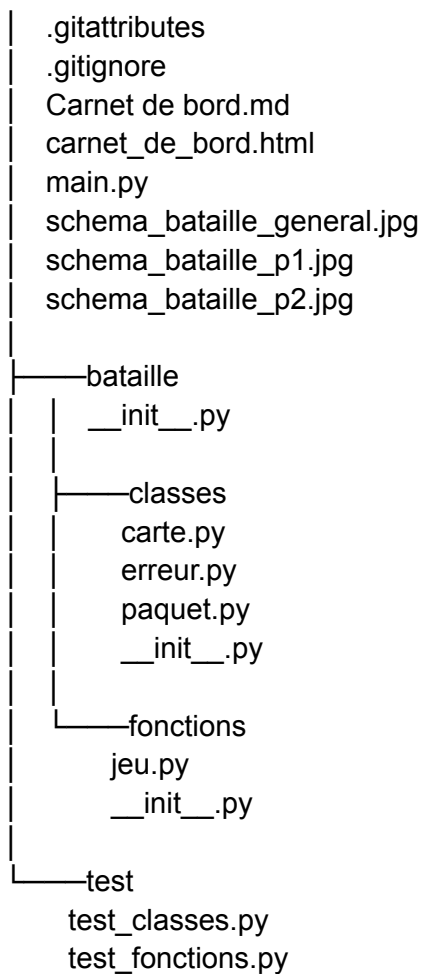 .gitattributes
.gitignore
Carnet de bord.md
carnet_de_bord.html
main.py
schema_bataille_general.jpg
schema_bataille_p1.jpg
schema_bataille_p2.jpg
bataille
__init__.py
classes
carte.py
erreur.py
paquet.py
__init__.py
fonctions
jeu.py
__init__.py
test
test_classes.py
test_fonctions.py